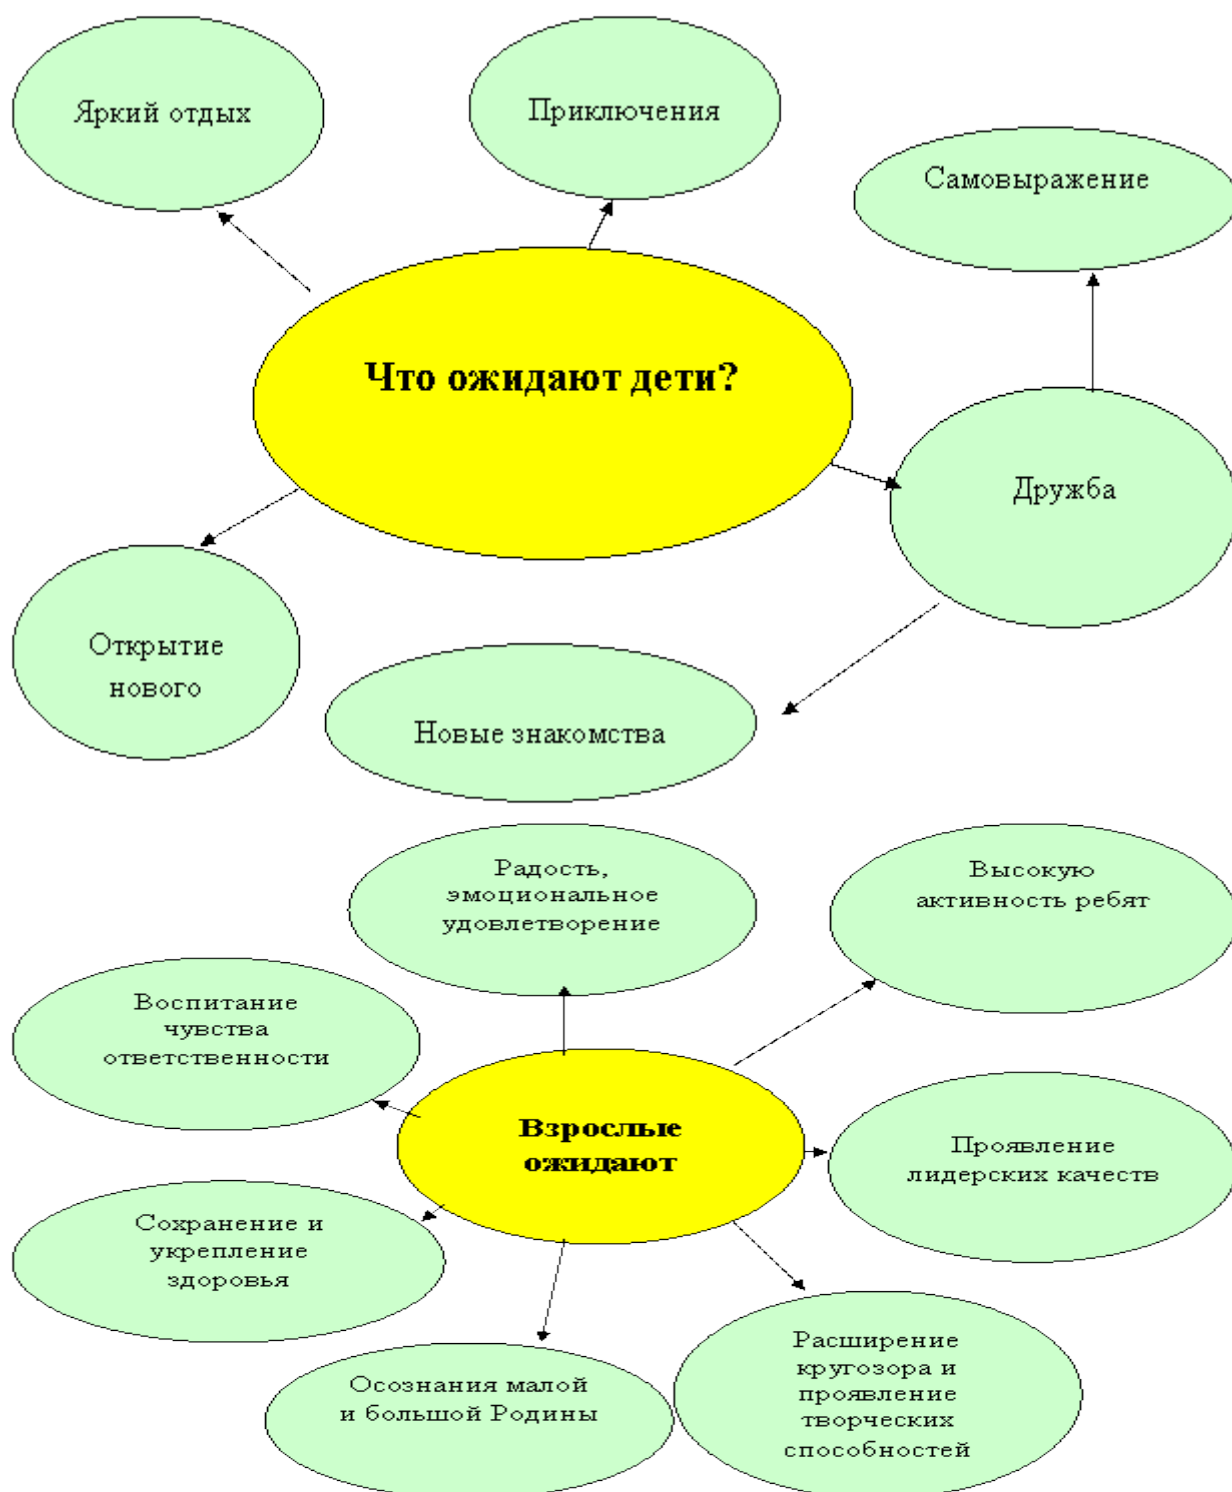 Яркий отдых
Приключения
Самовыражение
Что ожидают дети?
Дружба
Открытие
нового
Новые знакомства
Радость,
эмоциональное
удовлетворение
Высокую
активность ребят
Воспитание
чувства
ответственности
Взрослые
ожидают
Проявление
лидерских качеств
Сохранение и
укрепление
здоровья
Осознания малой
и большой Родины
Расширение
кругозора и
проявление
творческих
способностей